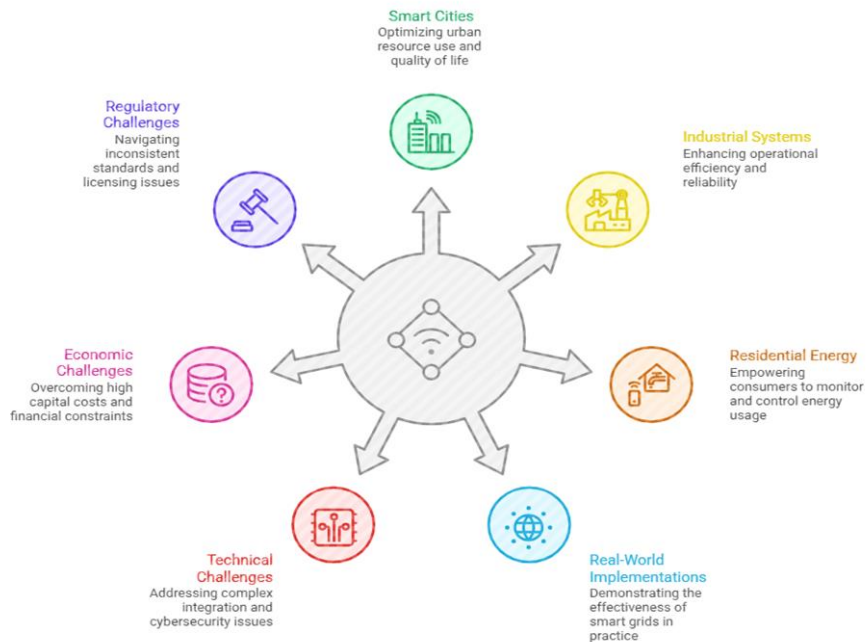 Smart Cities
Optimizing urban
resource use and
quality of life
Regulatory
Challenges
Navigating
inconsistent
standards and
licensing issues
Industrial Systems
Enhancing operational
efficiency and
reliability
Economic
Challenges
Overcoming high
capital costs and
financial constraints
Residential Energy
Empowering
consumers to monitor
and control energy
usage
Technical
Challenges
Addressing complex
integration and
cybersecurity issues
Real-World
Implementations
Demonstrating the
effectiveness of
smart grids in
practice